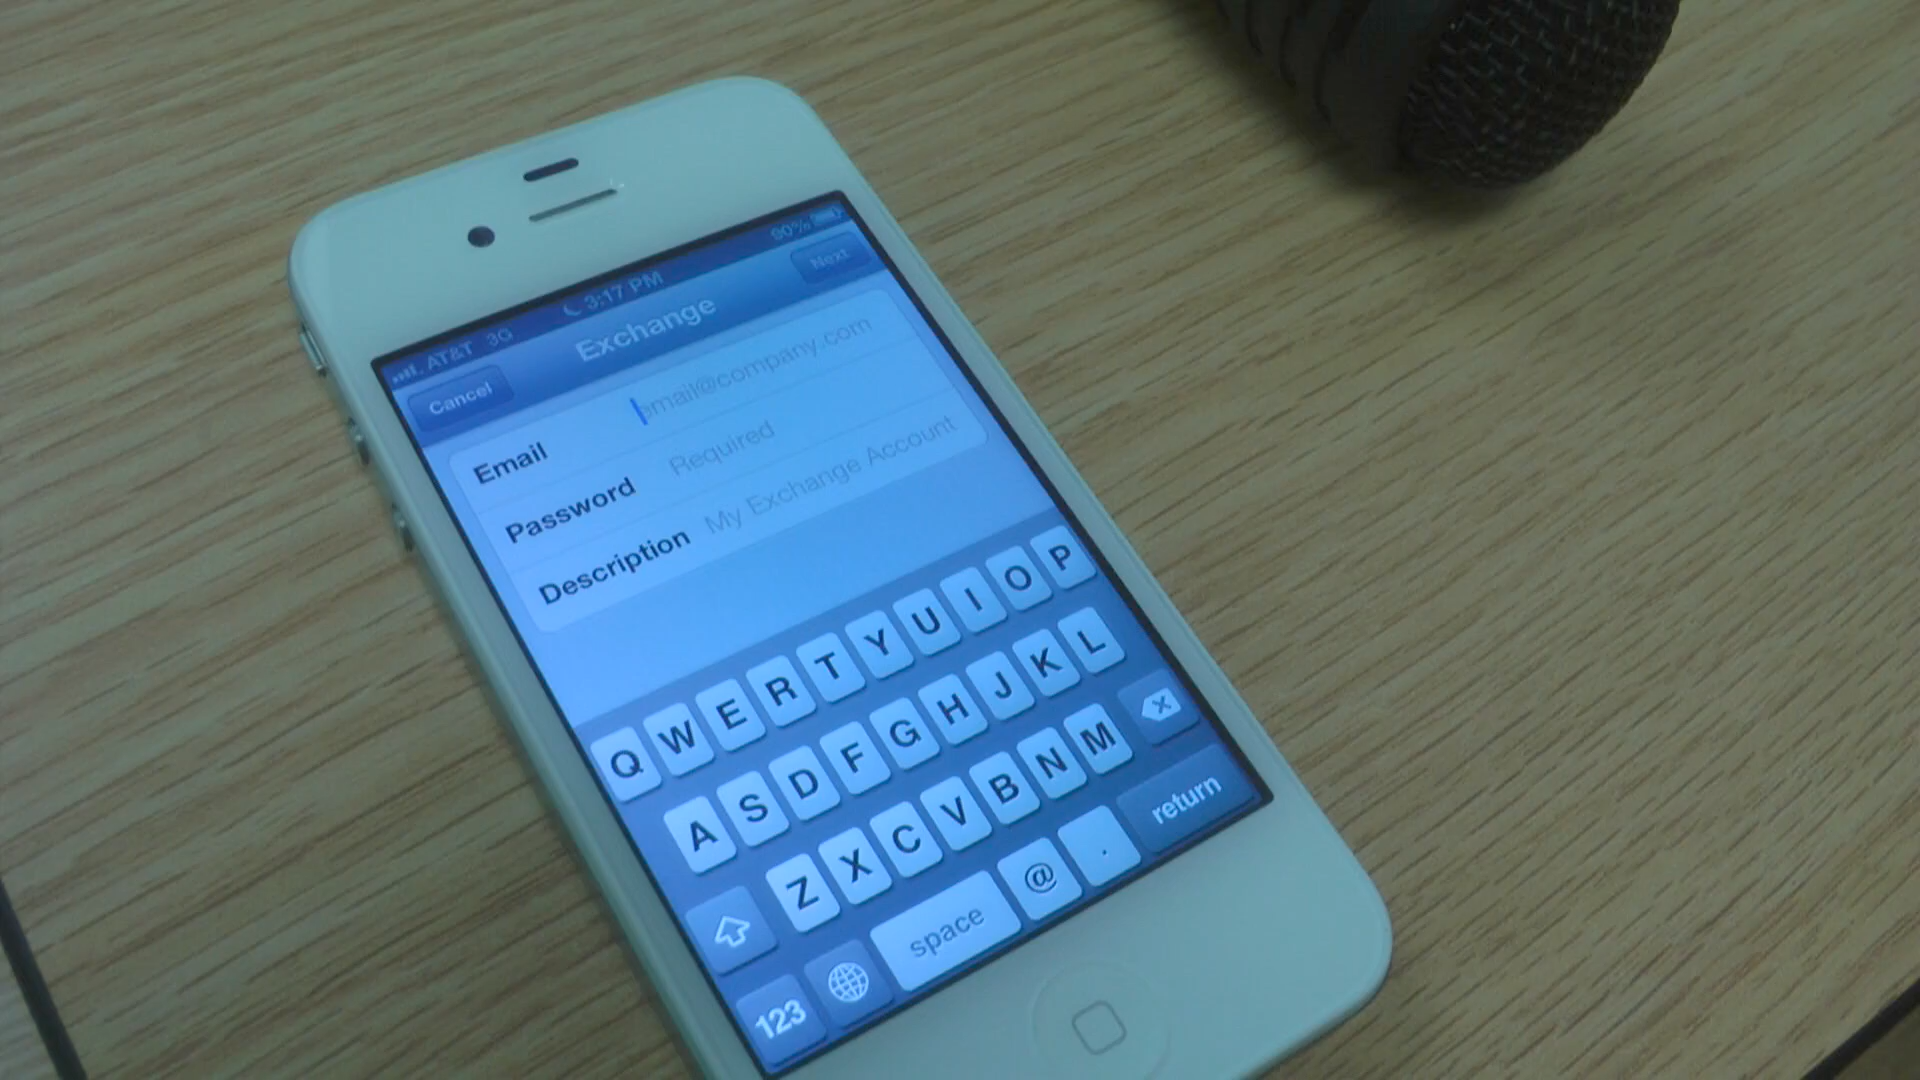 AT&T 3G 3:17 PM 90%
Cancel Exchange Next
Email email@company.com
Password Required
Description My Exchange Account
Q W E R T Y U I O P
A S D F G H J K L
Z X C V B N M
123 space @ . return